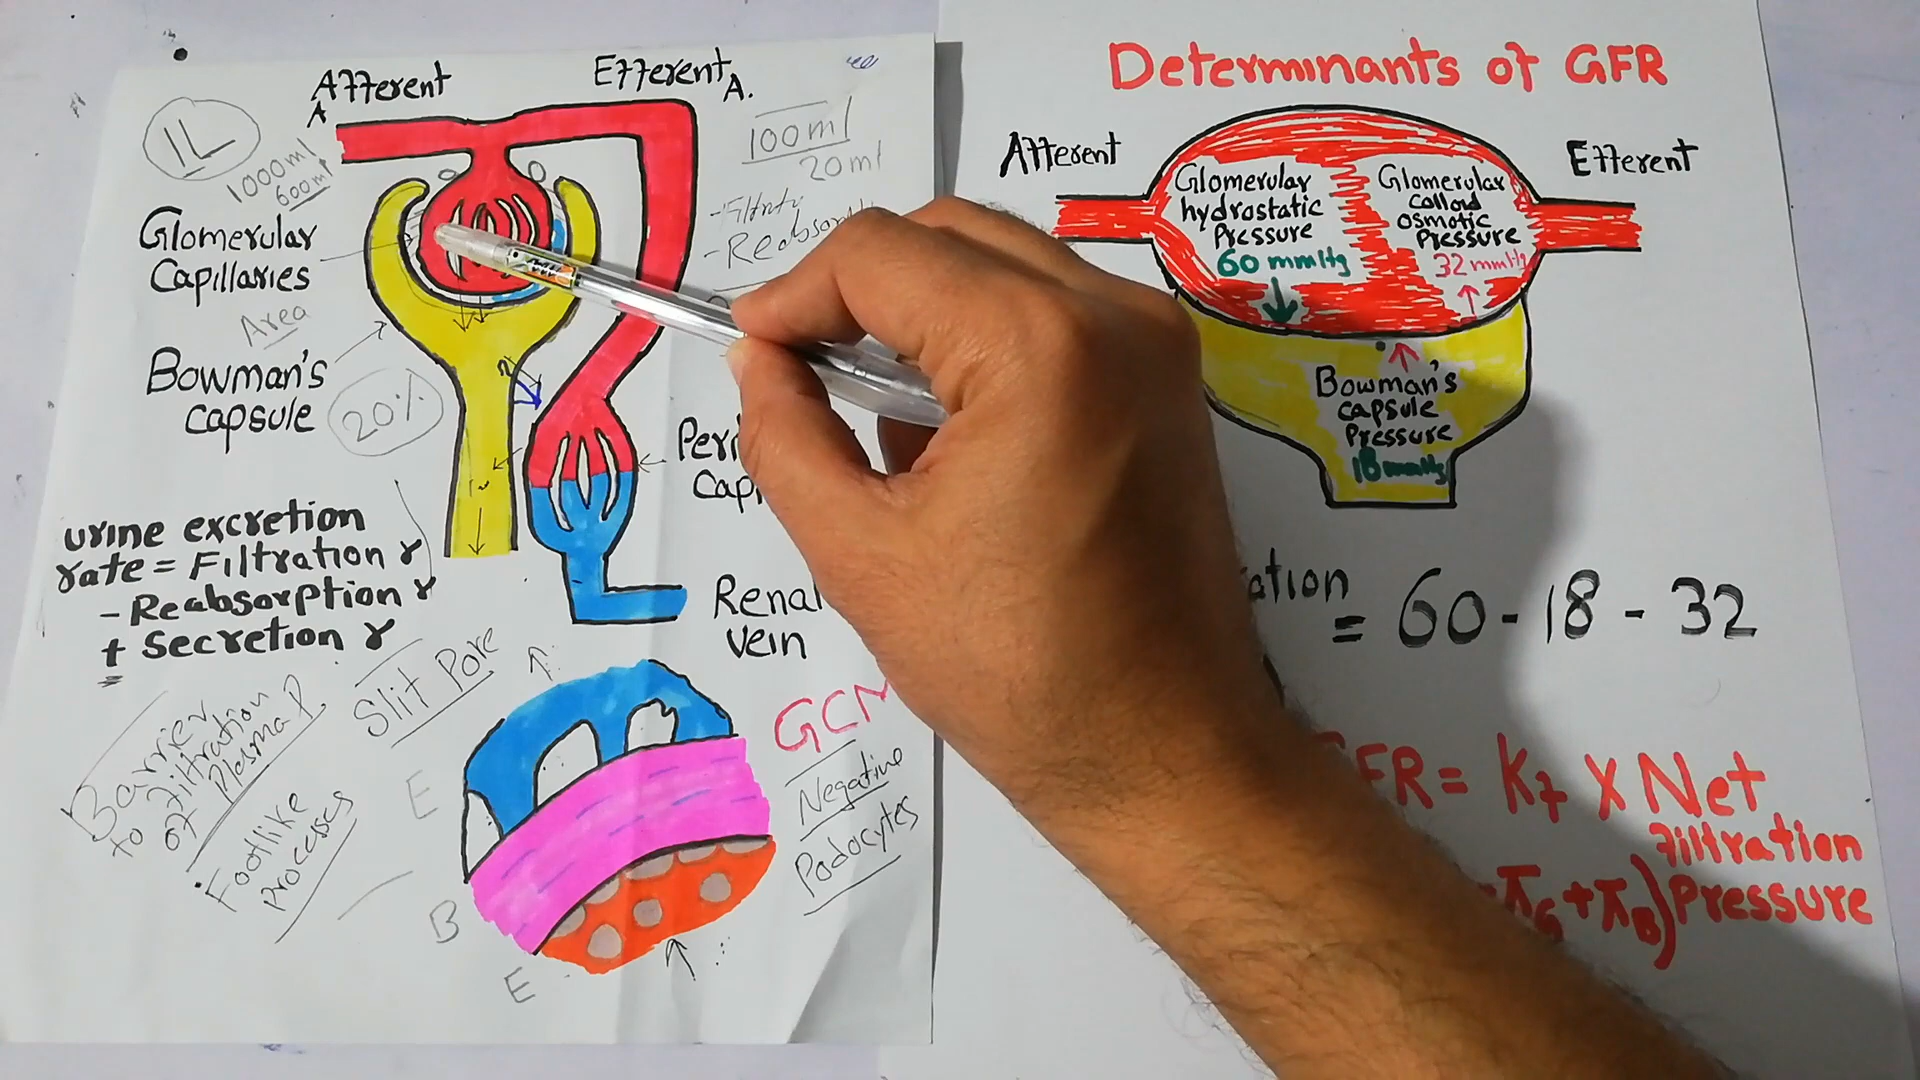 Afferent
A
Efferent
A.
1L
1000ml
600ml
100ml
20ml
Glomerular
Capillaries
Area
Bowman's
capsule
20%
Peri
Cap
urine excretion
rate = Filtration r
- Reabsorption r
+ Secretion r
=
Renal
vein
Barrier
to Filtration
of Plasma P.
Slit Pore
Footlike
Processes
E
B
E
GCM
Negative
Podocytes
Determinants of GFR
Afferent
Efferent
Glomerular
hydrostatic
Pressure
60 mmHg
Glomerular
colloid
osmotic
Pressure
32 mmHg
Bowman's
capsule
Pressure
18 mmHg
ation
= 60 - 18 - 32
FR = Kf X Net
Filtration
Pressure
πG + πB)